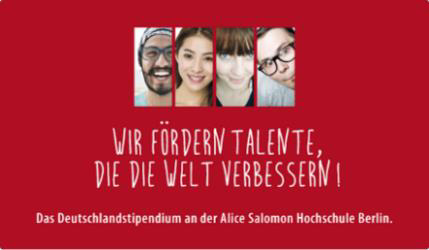 WIR FÖRDERN TALENTE,
DIE DIE WELT VERBESSERN!
Das Deutschlandstipendium an der Alice Salomon Hochschule Berlin.